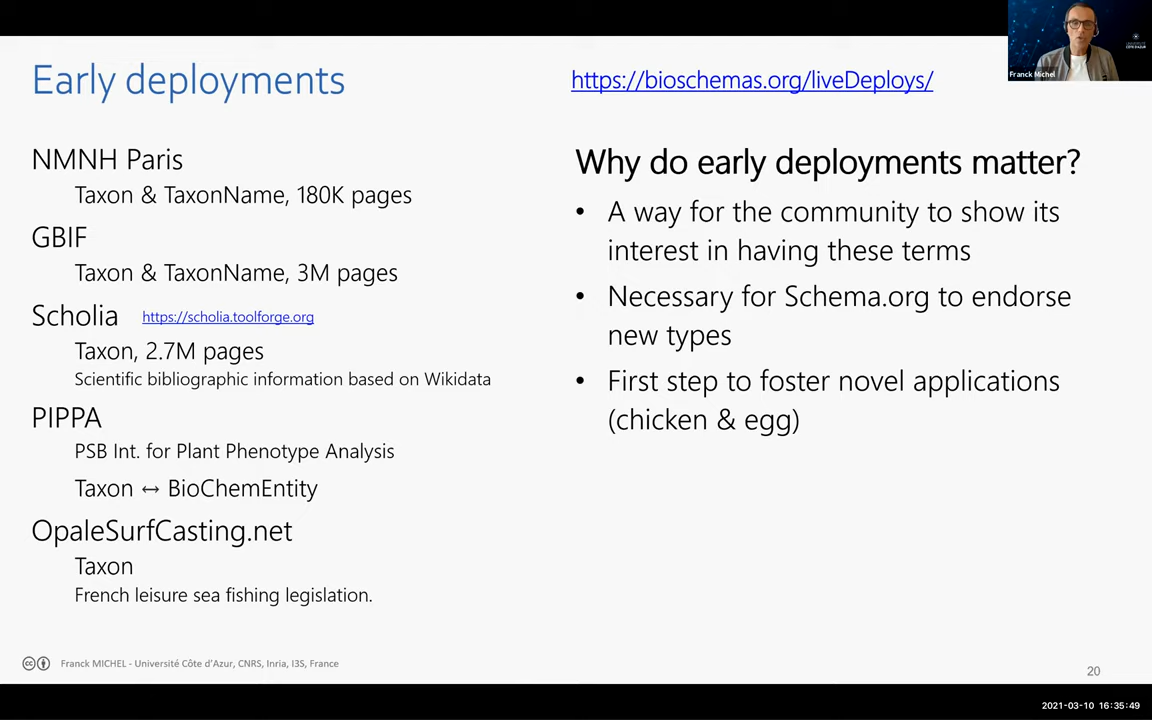 Early deployments
https://bioschemas.org/liveDeploys/
Franck Michel
NMNH Paris
Taxon & TaxonName, 180K pages
GBIF
Taxon & TaxonName, 3M pages
Scholia https://scholia.toolforge.org
Taxon, 2.7M pages
Scientific bibliographic information based on Wikidata
PIPPA
PSB Int. for Plant Phenotype Analysis
Taxon ↔ BioChemEntity
OpaleSurfCasting.net
Taxon
French leisure sea fishing legislation.
Why do early deployments matter?
• A way for the community to show its
interest in having these terms
• Necessary for Schema.org to endorse
new types
• First step to foster novel applications
(chicken & egg)
Franck MICHEL - Université Côte d'Azur, CNRS, Inria, I3S, France
20
2021-03-10 16:35:49